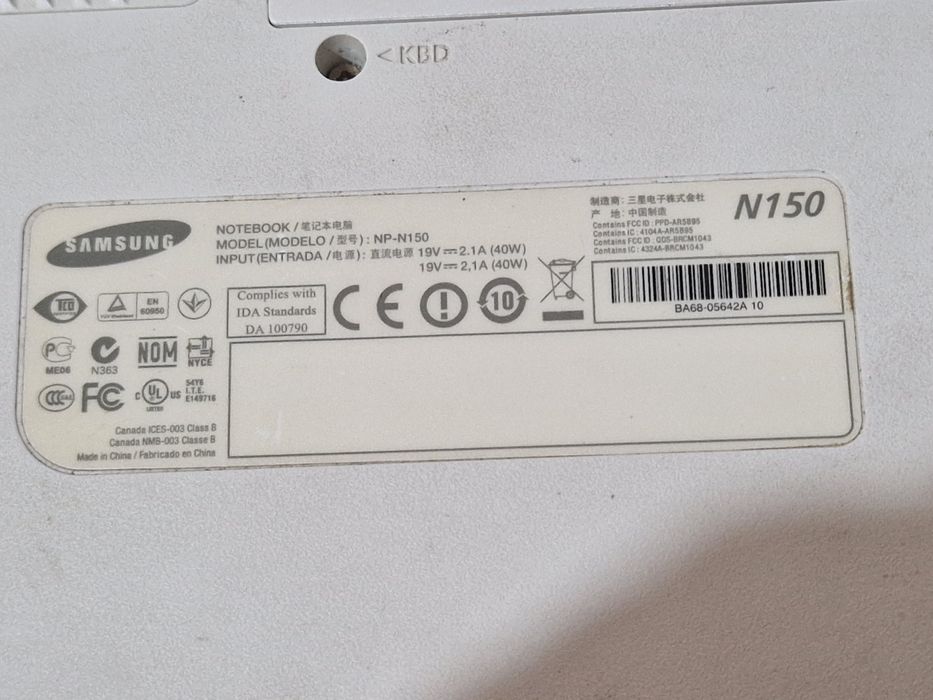 <KBD
SAMSUNG
NOTEBOOK / 笔记本电脑
MODEL(MODELO / 型号) : NP-N150
INPUT(ENTRADA / 电源) : 直流电源 19V⎓2.1A (40W)
19V⎓2,1A (40W)
制造商: 三星电子株式会社
产 地: 中国制造
Contains FCC ID : PPD-AR5B95
Contains IC : 4104A-AR5B95
Contains FCC ID : QDS-BRCM1043
Contains IC : 4324A-BRCM1043
N150
BA68-05642A 10
TCO
EN
60950
Complies with
IDA Standards
DA 100790
CE
10
PC
ME06
N363
NOM
NYCE
CCC
FC
C UL US
LISTED
54Y6
I.T.E.
E149716
Canada ICES-003 Class B
Canada NMB-003 Classe B
Made in China / Fabricado en China